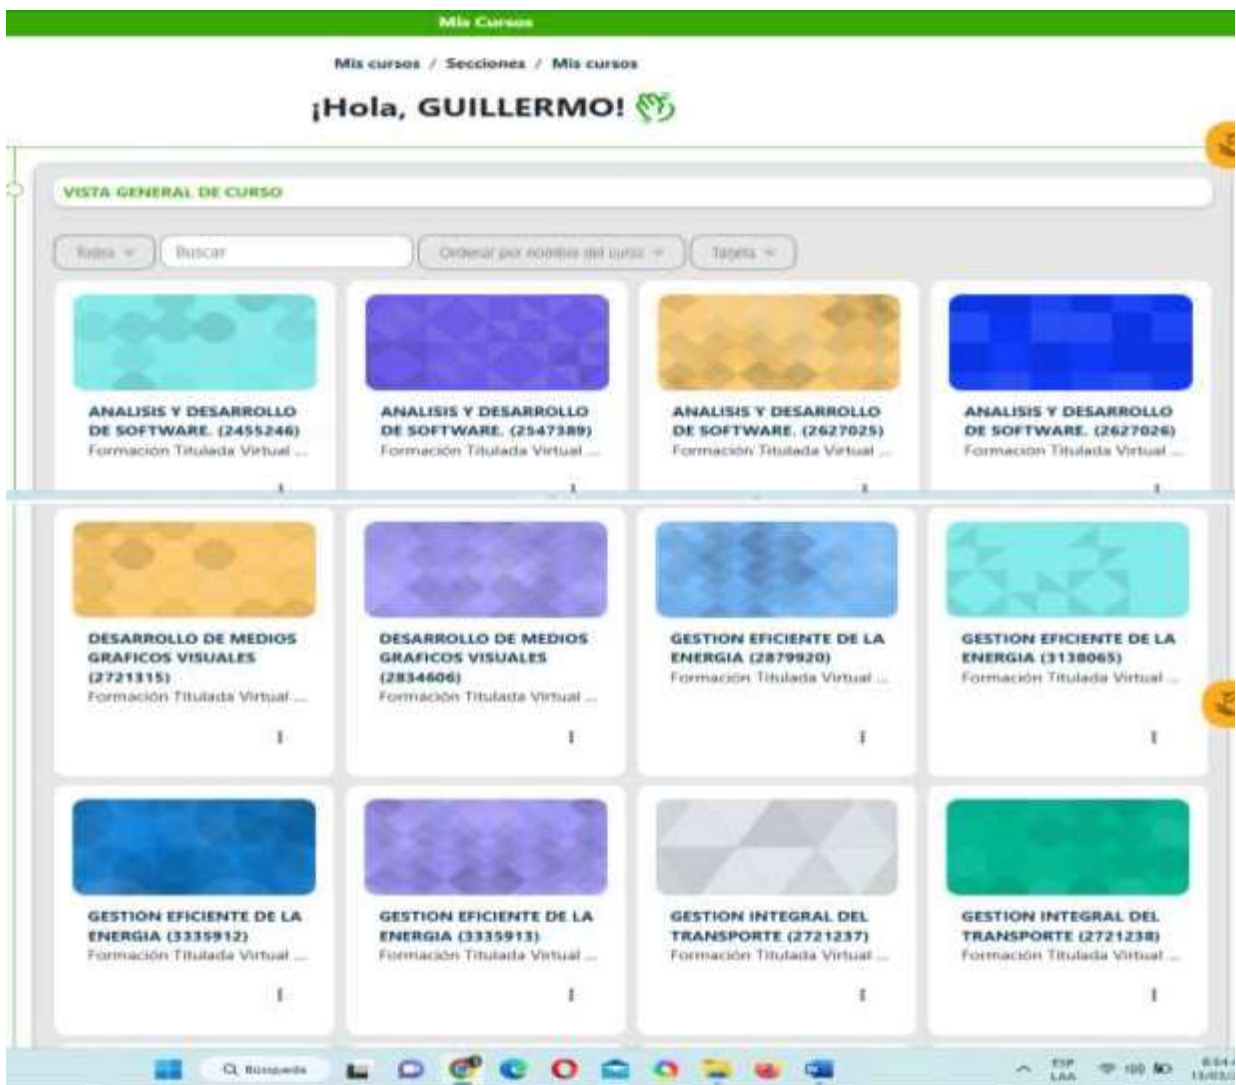 Mis Cursos
Mis cursos / Secciones / Mis cursos
¡Hola, GUILLERMO!
VISTA GENERAL DE CURSO
Todos Buscar Ordenar por nombre del curso Tarjeta
ANALISIS Y DESARROLLO
DE SOFTWARE. (2455246)
Formación Titulada Virtual ...
ANALISIS Y DESARROLLO
DE SOFTWARE. (2547389)
Formación Titulada Virtual ...
ANALISIS Y DESARROLLO
DE SOFTWARE. (2627025)
Formación Titulada Virtual ...
ANALISIS Y DESARROLLO
DE SOFTWARE. (2627026)
Formación Titulada Virtual ...
DESARROLLO DE MEDIOS
GRAFICOS VISUALES
(2721315)
Formación Titulada Virtual ...
DESARROLLO DE MEDIOS
GRAFICOS VISUALES
(2834606)
Formación Titulada Virtual ...
GESTION EFICIENTE DE LA
ENERGIA (2879920)
Formación Titulada Virtual ...
GESTION EFICIENTE DE LA
ENERGIA (3138065)
Formación Titulada Virtual ...
GESTION EFICIENTE DE LA
ENERGIA (3335912)
Formación Titulada Virtual ...
GESTION EFICIENTE DE LA
ENERGIA (3335913)
Formación Titulada Virtual ...
GESTION INTEGRAL DEL
TRANSPORTE (2721237)
Formación Titulada Virtual ...
GESTION INTEGRAL DEL
TRANSPORTE (2721238)
Formación Titulada Virtual ...
Búsqueda
ESP
LAA